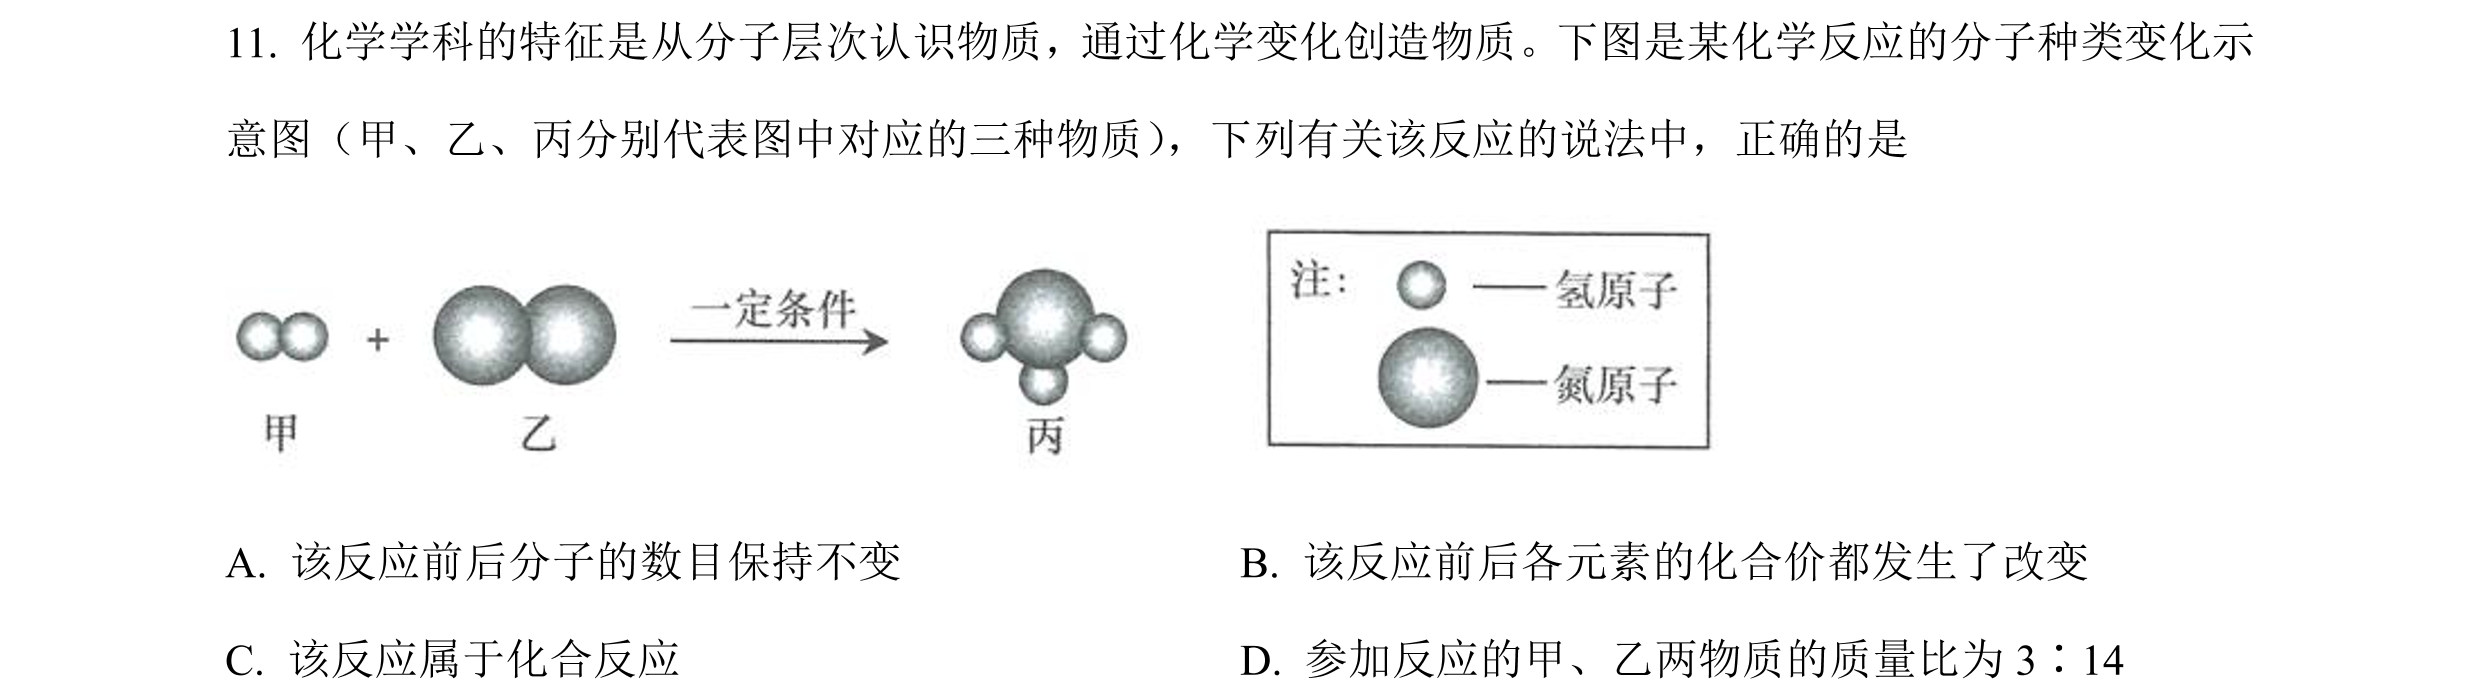 11. 化学学科的特征是从分子层次认识物质，通过化学变化创造物质。下图是某化学反应的分子种类变化示
意图（甲、乙、丙分别代表图中对应的三种物质），下列有关该反应的说法中，正确的是
注： —— 氢原子
+ 一定条件
—— 氮原子
甲 乙 丙
A. 该反应前后分子的数目保持不变 B. 该反应前后各元素的化合价都发生了改变
C. 该反应属于化合反应 D. 参加反应的甲、乙两物质的质量比为 3∶14